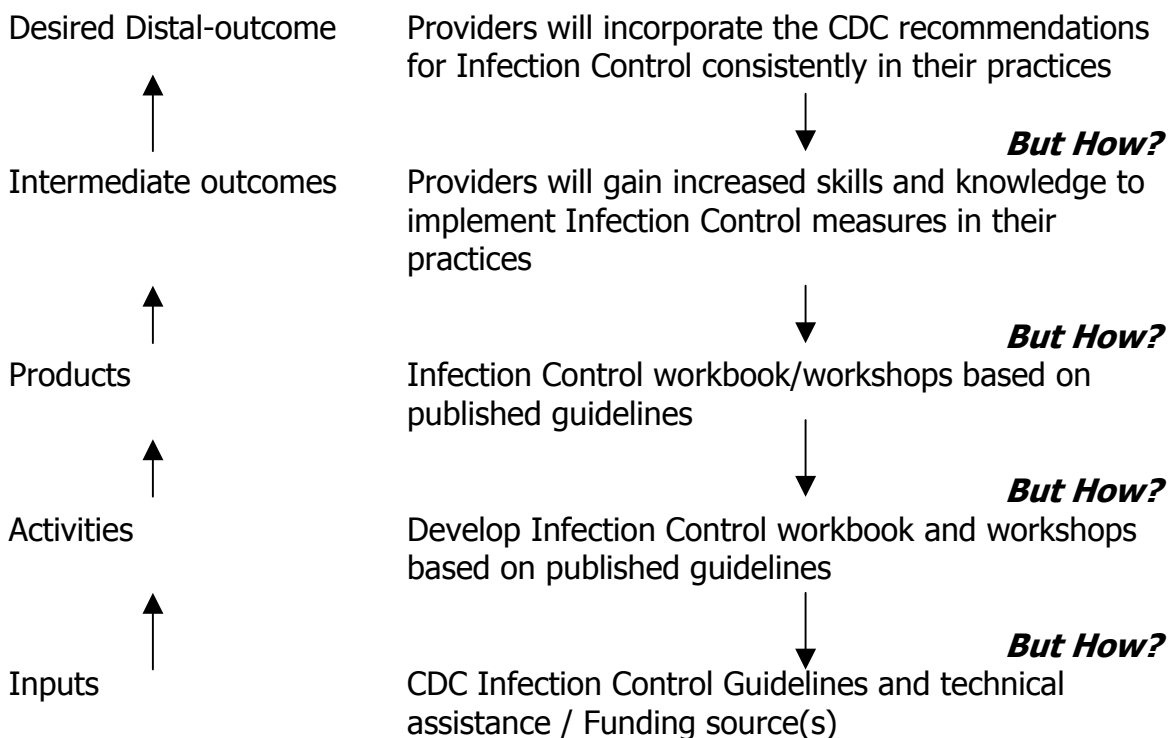 Desired Distal-outcome
Providers will incorporate the CDC recommendations
for Infection Control consistently in their practices
But How?
Intermediate outcomes
Providers will gain increased skills and knowledge to
implement Infection Control measures in their
practices
But How?
Products
Infection Control workbook/workshops based on
published guidelines
But How?
Activities
Develop Infection Control workbook and workshops
based on published guidelines
But How?
Inputs
CDC Infection Control Guidelines and technical
assistance / Funding source(s)